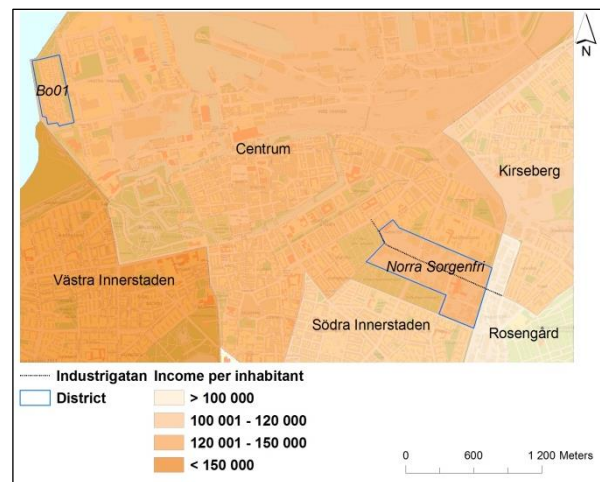 N
Bo01
Centrum
Kirseberg
Norra Sorgenfri
Västra Innerstaden
Södra Innerstaden
Rosengård
Industrigatan Income per inhabitant
District > 100 000
100 001 - 120 000
120 001 - 150 000
< 150 000
0 600 1 200 Meters